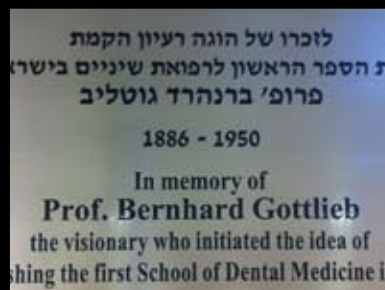 לזכרו של הוגה רעיון הקמת
הספר הראשון לרפואת שיניים
פרופ׳ ברנהרד גוטליב
1886 - 1950
In memory of
Prof. Bernhard Gottlieb
the visionary who initiated the idea of
the first School of Dental Medicine